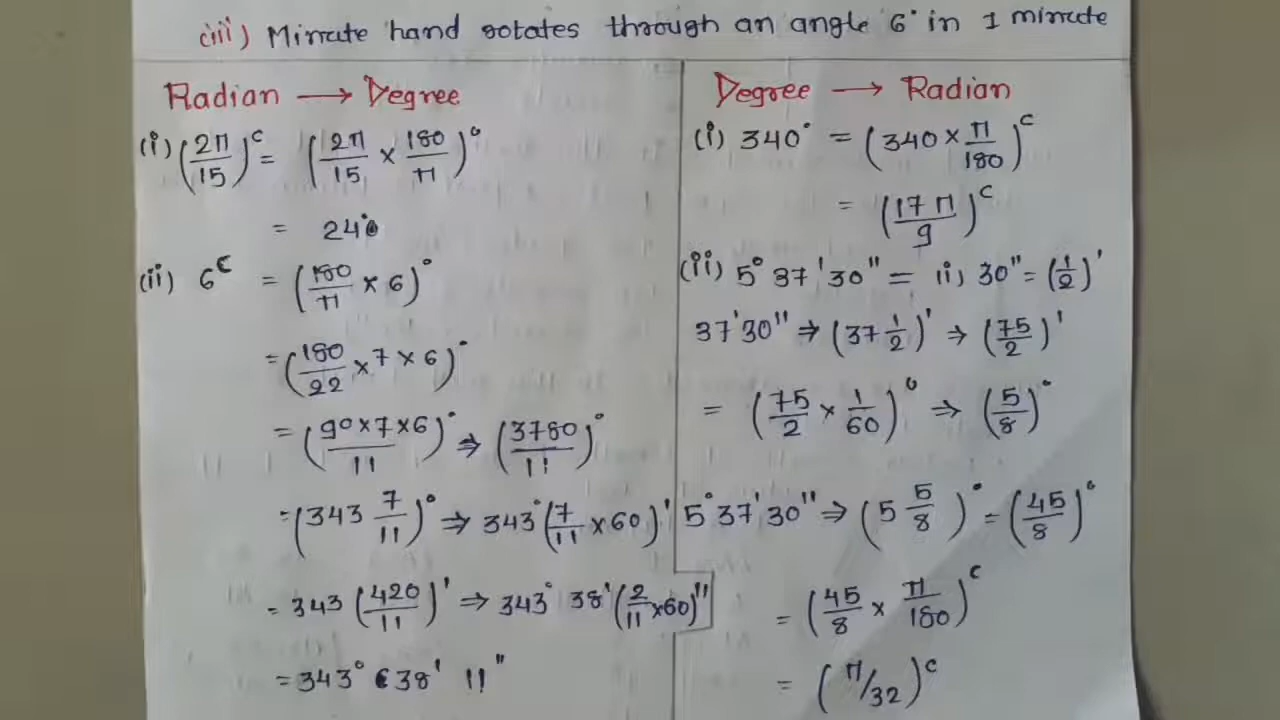 (iii) Minute hand rotates through an angle 6° in 1 minute
Radian → Degree
(i) (2π/15)ᶜ = (2π/15 × 180/π)°
= 24°
(ii) 6ᶜ = (180/π × 6)°
= (180/22 × 7 × 6)°
= (90×7×6/11)° ⇒ (3780/11)°
= (343 7/11)° ⇒ 343° (7/11 × 60)'
= 343 (420/11)' ⇒ 343° 38' (2/11 ×60)"
= 343° 38' 11"
Degree → Radian
(i) 340° = (340 × π/180)ᶜ
= (17π/9)ᶜ
(ii) 5° 37' 30" = ii) 30" = (1/2)'
37' 30" ⇒ (37 1/2)' ⇒ (75/2)'
= (75/2 × 1/60)° ⇒ (5/8)°
5° 37' 30" ⇒ (5 5/8)° = (45/8)°
= (45/8 × π/180)ᶜ
= (π/32)ᶜ